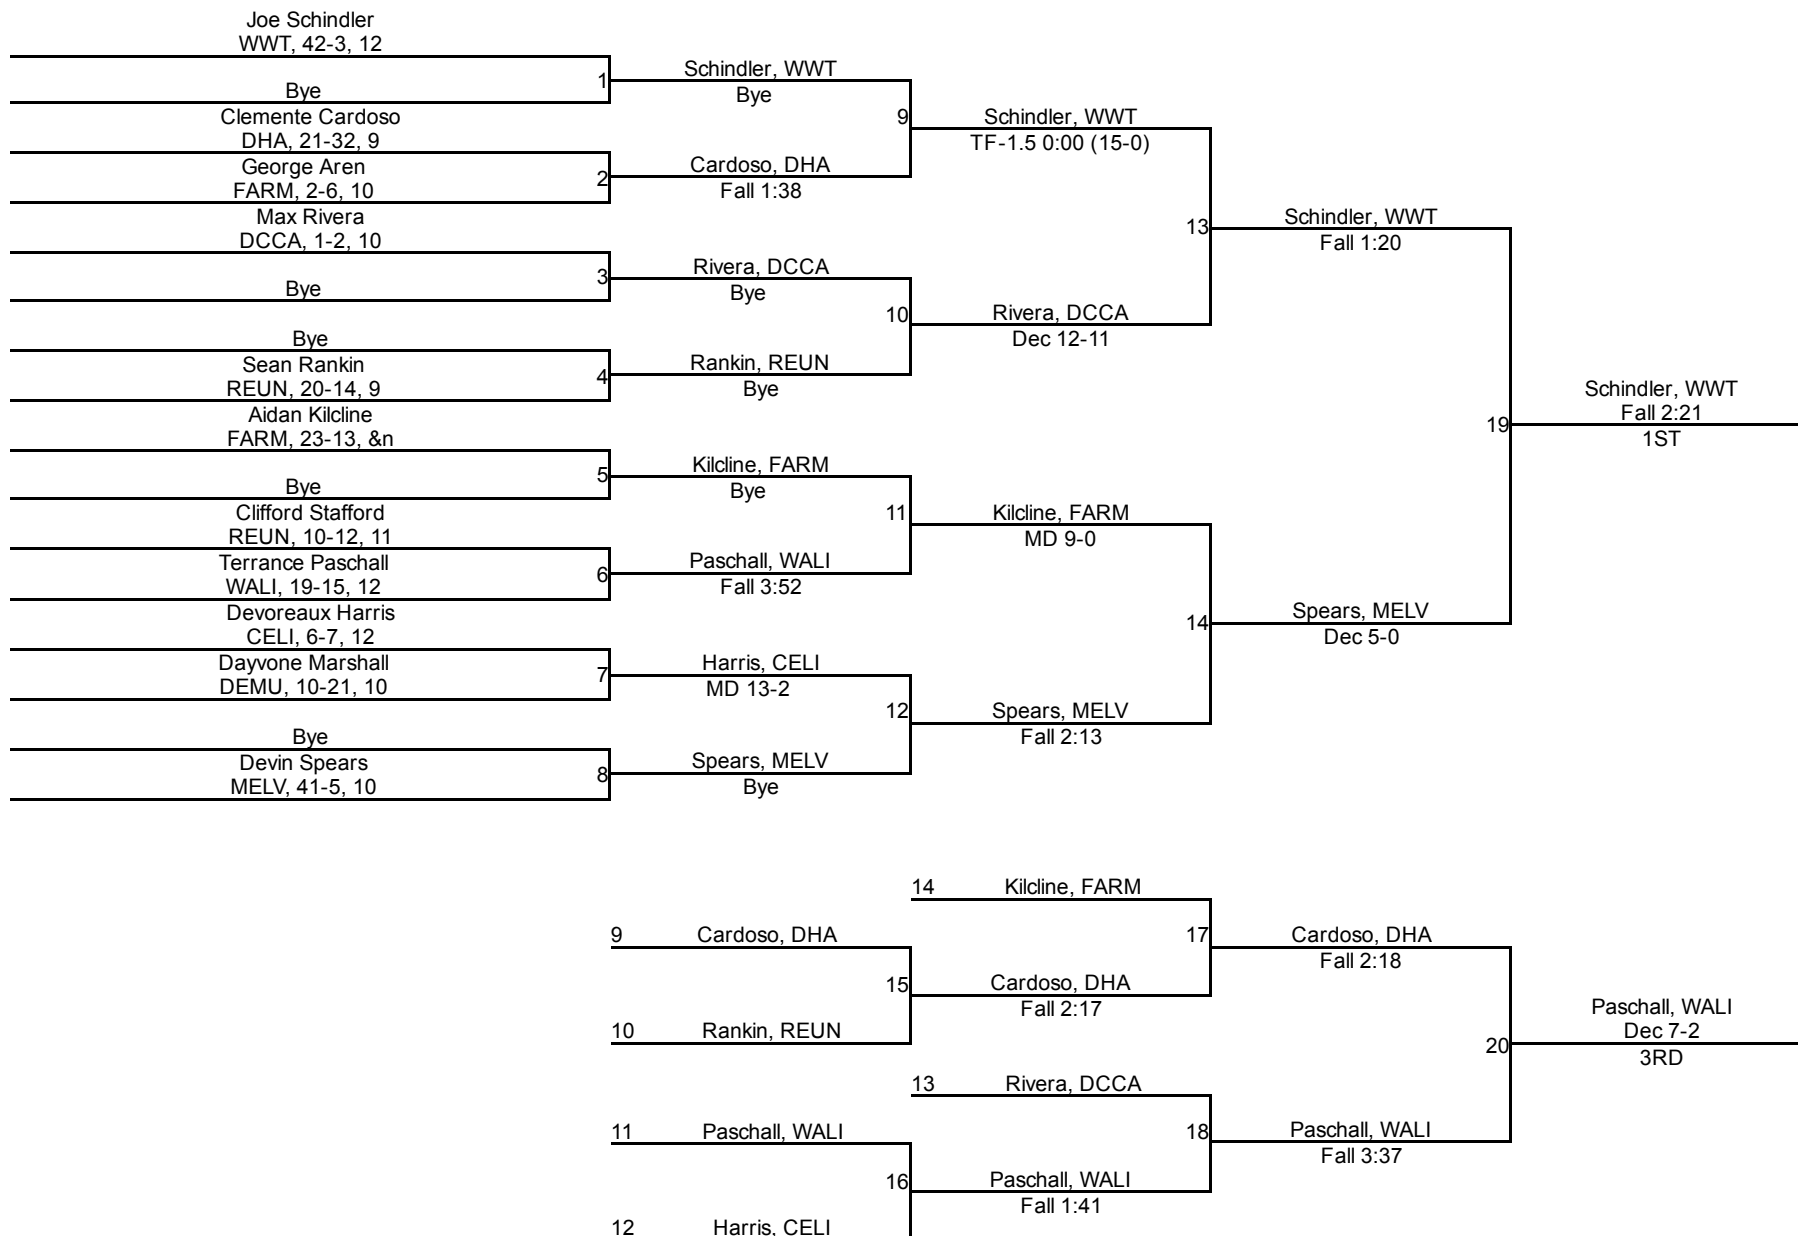 Joe Schindler
WWT, 42-3, 12
Bye
1
Schindler, WWT
Bye
Clemente Cardoso
DHA, 21-32, 9
George Aren
FARM, 2-6, 10
2
Cardoso, DHA
Fall 1:38
9
Schindler, WWT
TF-1.5 0:00 (15-0)
Max Rivera
DCCA, 1-2, 10
Bye
3
Rivera, DCCA
Bye
Bye
Sean Rankin
REUN, 20-14, 9
4
Rankin, REUN
Bye
10
Rivera, DCCA
Dec 12-11
13
Schindler, WWT
Fall 1:20
Aidan Kilcline
FARM, 23-13, &n
Bye
5
Kilcline, FARM
Bye
Clifford Stafford
REUN, 10-12, 11
Terrance Paschall
WALI, 19-15, 12
6
Paschall, WALI
Fall 3:52
11
Kilcline, FARM
MD 9-0
Devoreaux Harris
CELI, 6-7, 12
Dayvone Marshall
DEMU, 10-21, 10
7
Harris, CELI
MD 13-2
Bye
Devin Spears
MELV, 41-5, 10
8
Spears, MELV
Bye
12
Spears, MELV
Fall 2:13
14
Spears, MELV
Dec 5-0
19
Schindler, WWT
Fall 2:21
1ST
14
Kilcline, FARM
9
Cardoso, DHA
10
Rankin, REUN
15
Cardoso, DHA
Fall 2:17
17
Cardoso, DHA
Fall 2:18
13
Rivera, DCCA
11
Paschall, WALI
12
Harris, CELI
16
Paschall, WALI
Fall 1:41
18
Paschall, WALI
Fall 3:37
20
Paschall, WALI
Dec 7-2
3RD